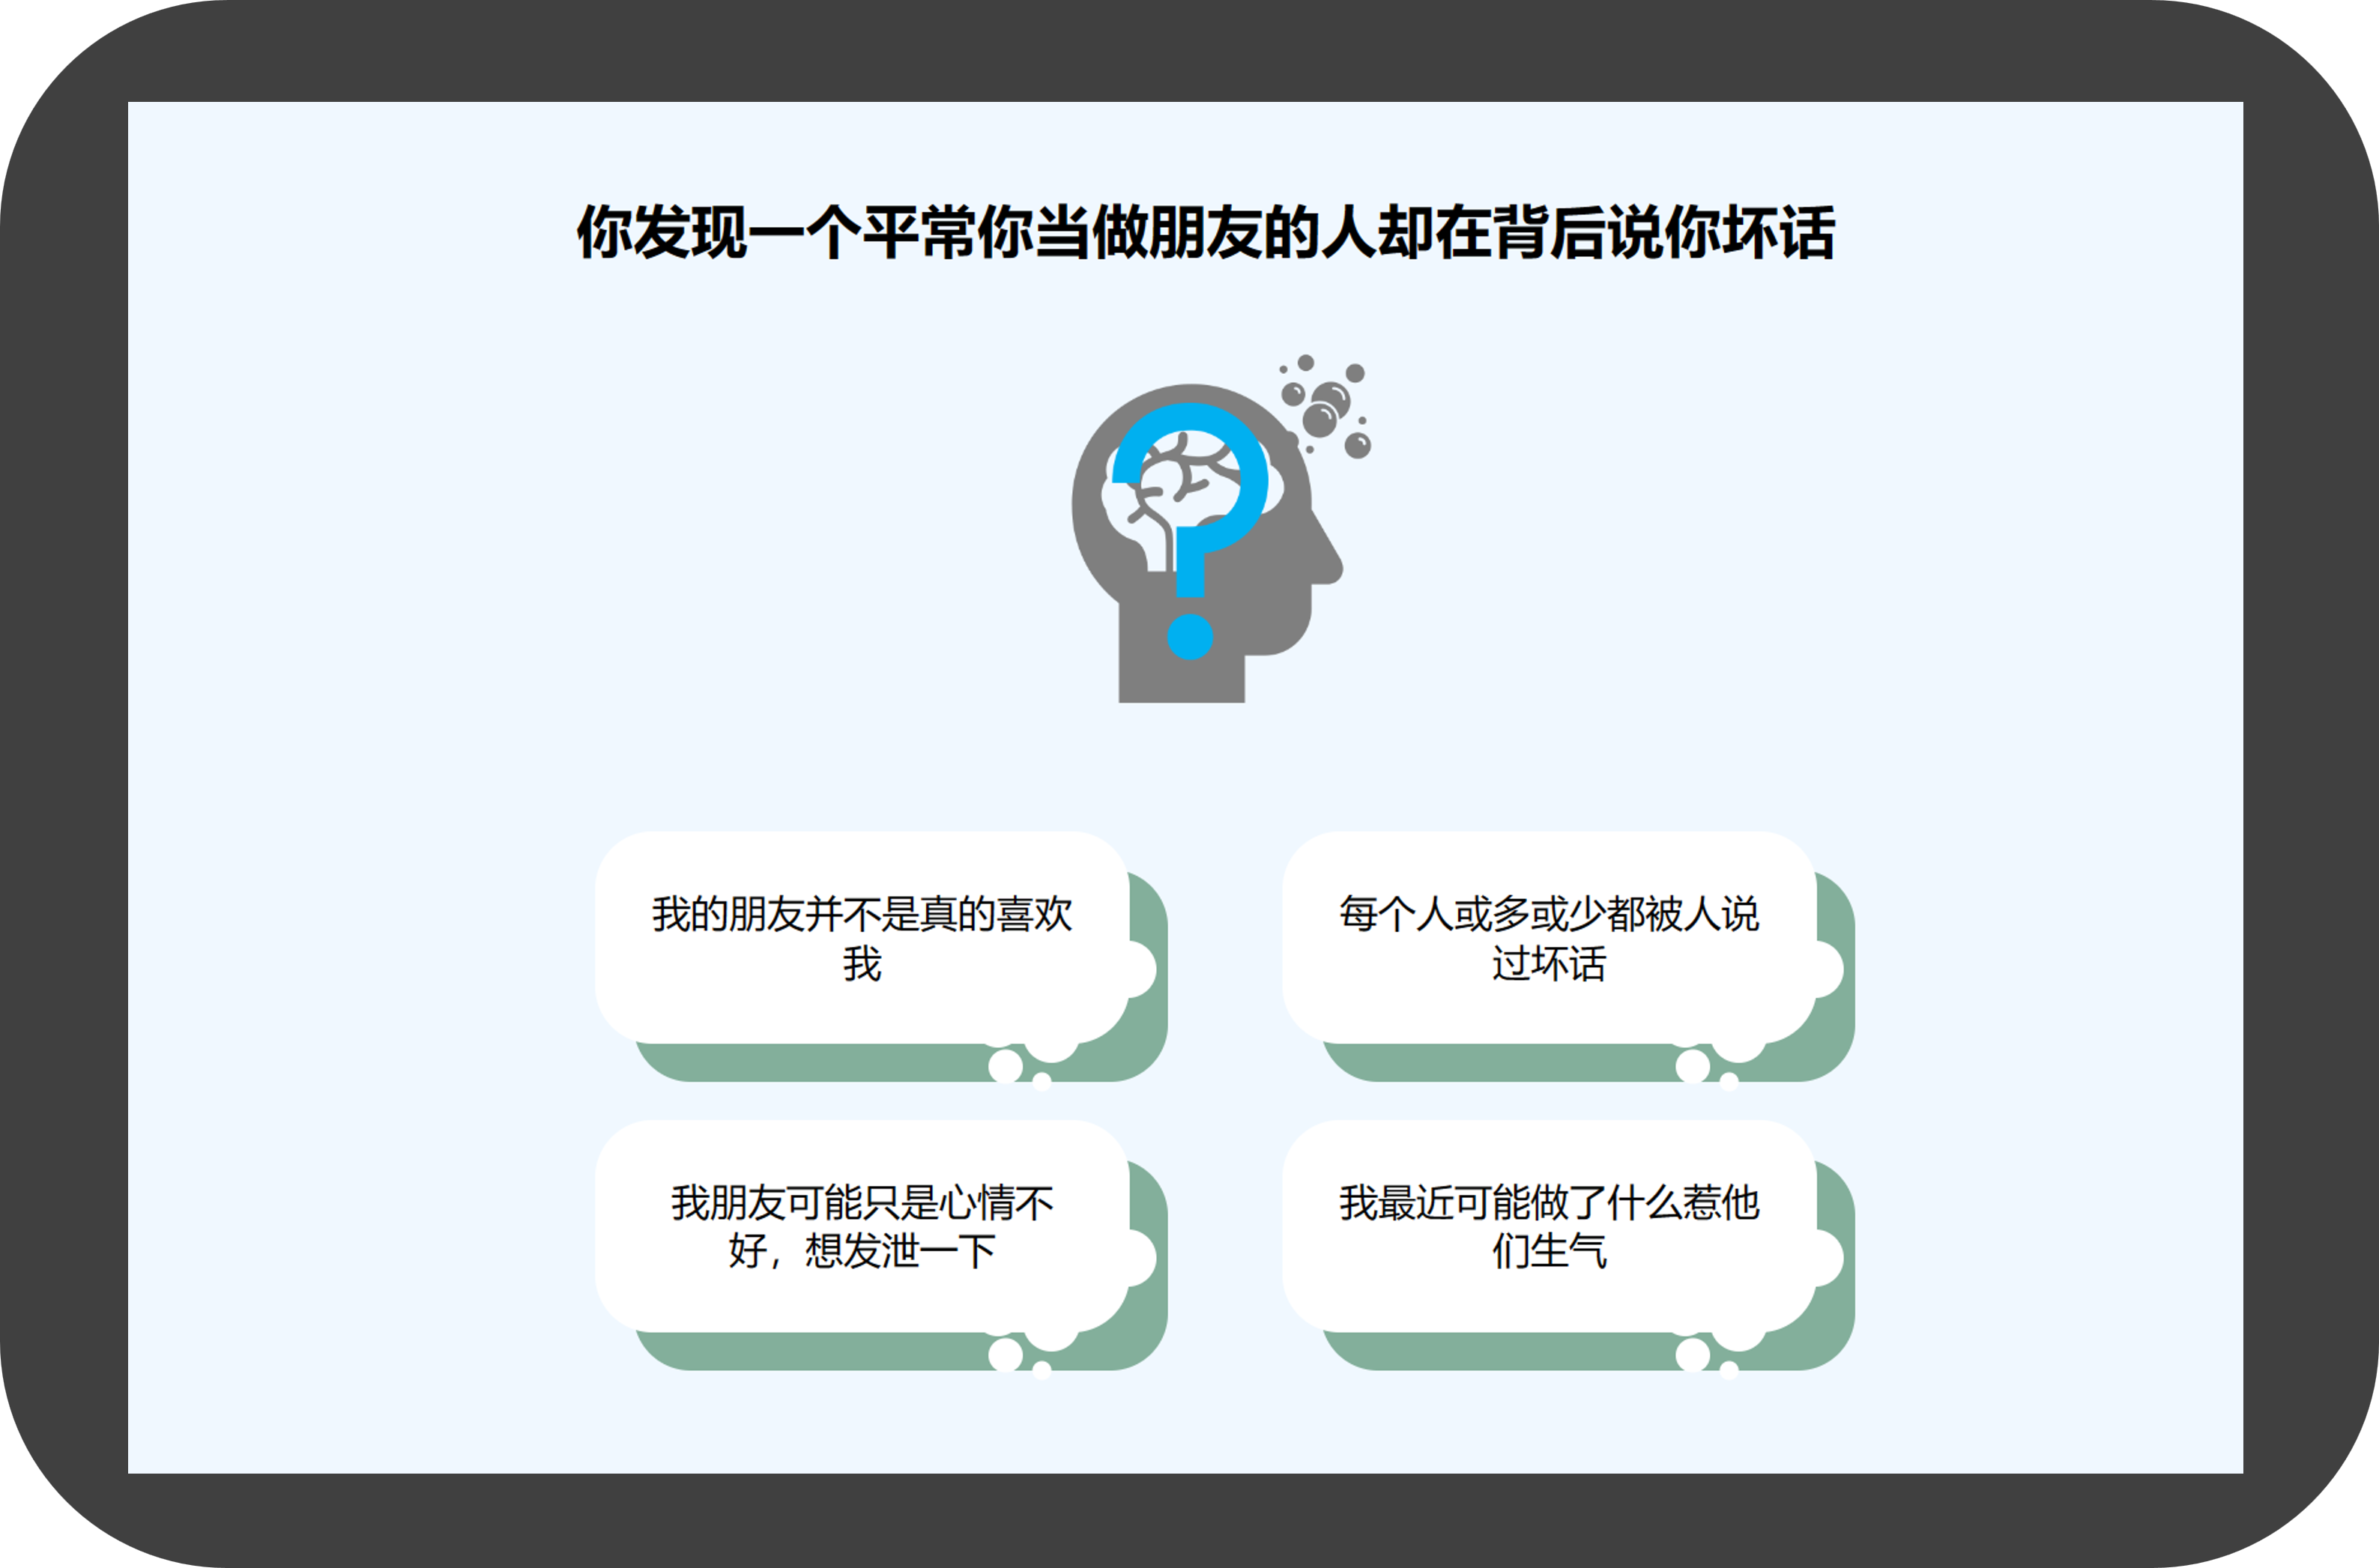 你发现一个平常你当做朋友的人却在背后说你坏话
我的朋友并不是真的喜欢
我
每个人或多或少都被人说
过坏话
我朋友可能只是心情不
好，想发泄一下
我最近可能做了什么惹他
们生气